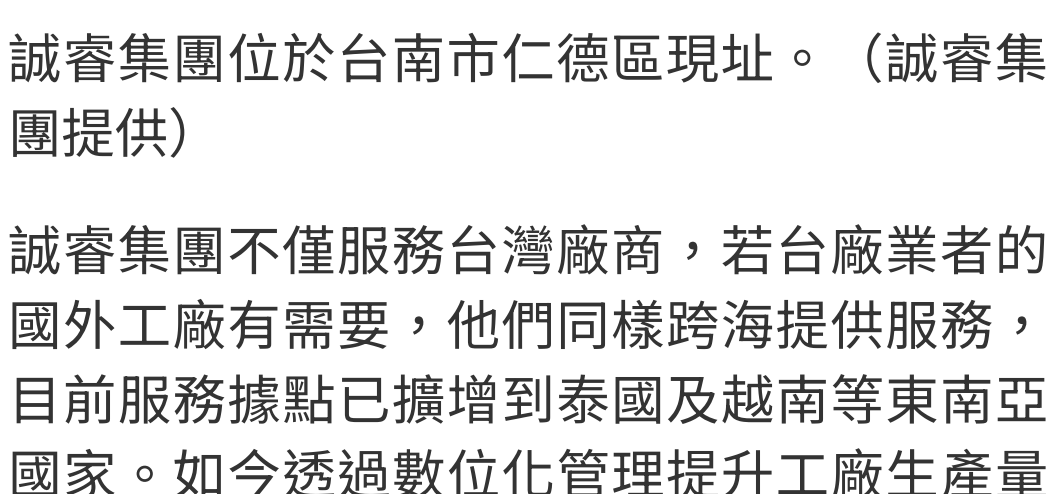 誠睿集團位於台南市仁德區現址。（誠睿集
團提供）
誠睿集團不僅服務台灣廠商，若台廠業者的
國外工廠有需要，他們同樣跨海提供服務，
目前服務據點已擴增到泰國及越南等東南亞
國家。如今透過數位化管理提升工廠生產量